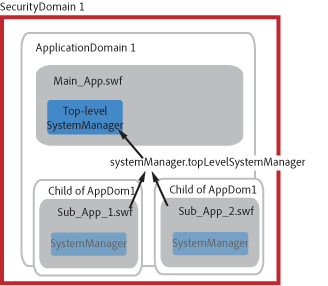 SecurityDomain 1
ApplicationDomain 1
Main_App.swf
Top-level
SystemManager
systemManager.topLevelSystemManager
Child of AppDom1
Sub_App_1.swf
SystemManager
Child of AppDom1
Sub_App_2.swf
SystemManager